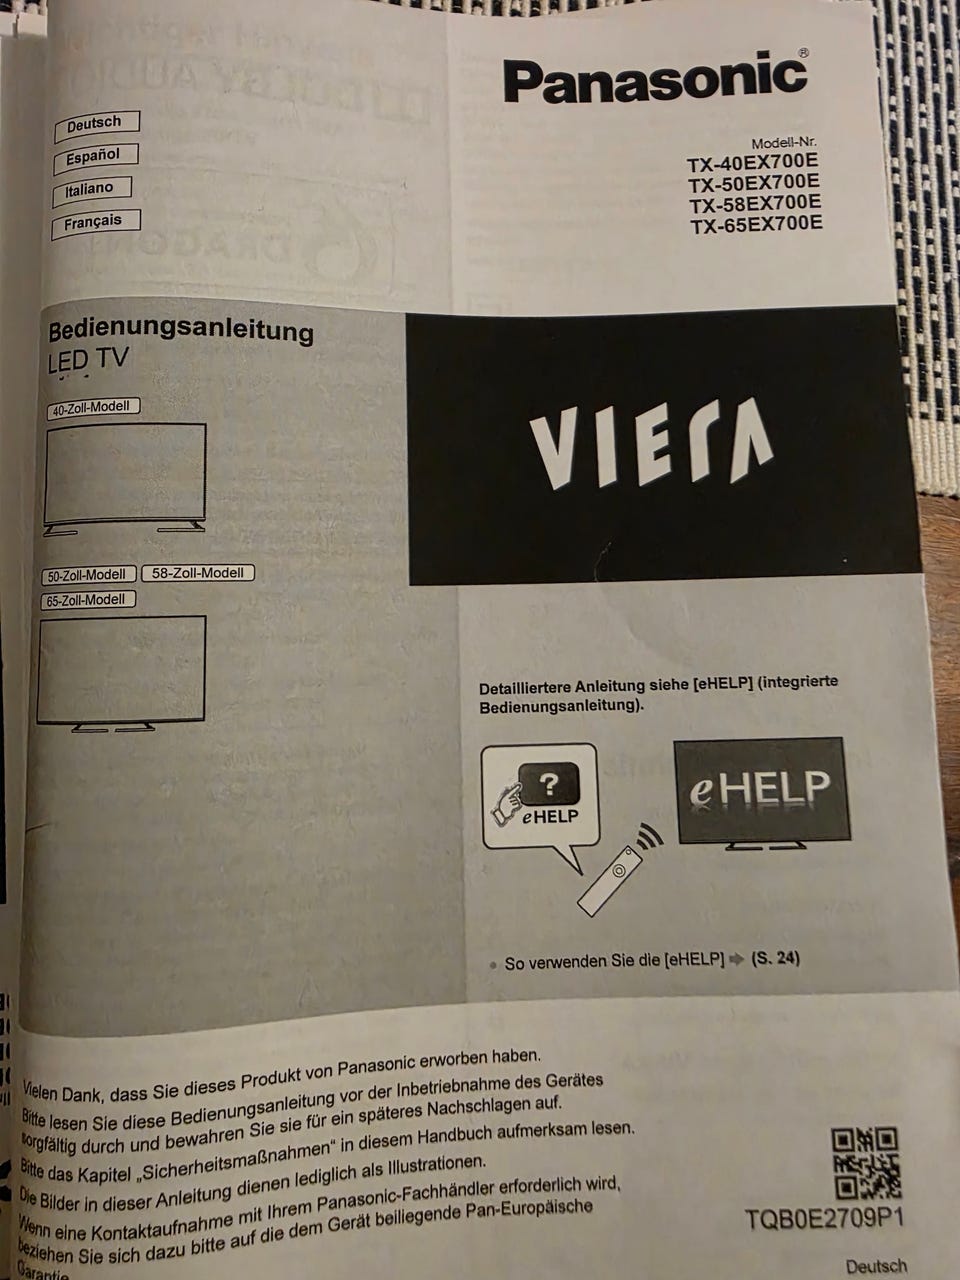 Panasonic®
Deutsch
Español
Italiano
Français
Modell-Nr.
TX-40EX700E
TX-50EX700E
TX-58EX700E
TX-65EX700E
Bedienungsanleitung
LED TV
VIERA
40-Zoll-Modell
50-Zoll-Modell 58-Zoll-Modell
65-Zoll-Modell
Detailliertere Anleitung siehe [eHELP] (integrierte
Bedienungsanleitung).
?
eHELP
eHELP
So verwenden Sie die [eHELP] ➡ (S. 24)
Vielen Dank, dass Sie dieses Produkt von Panasonic erworben haben.
Bitte lesen Sie diese Bedienungsanleitung vor der Inbetriebnahme des Gerätes
sorgfältig durch und bewahren Sie sie für ein späteres Nachschlagen auf.
Bitte das Kapitel „Sicherheitsmaßnahmen“ in diesem Handbuch aufmerksam lesen.
Die Bilder in dieser Anleitung dienen lediglich als Illustrationen.
Wenn eine Kontaktaufnahme mit Ihrem Panasonic-Fachhändler erforderlich wird,
beziehen Sie sich dazu bitte auf die dem Gerät beiliegende Pan-Europäische
Garantie
TQB0E2709P1
Deutsch